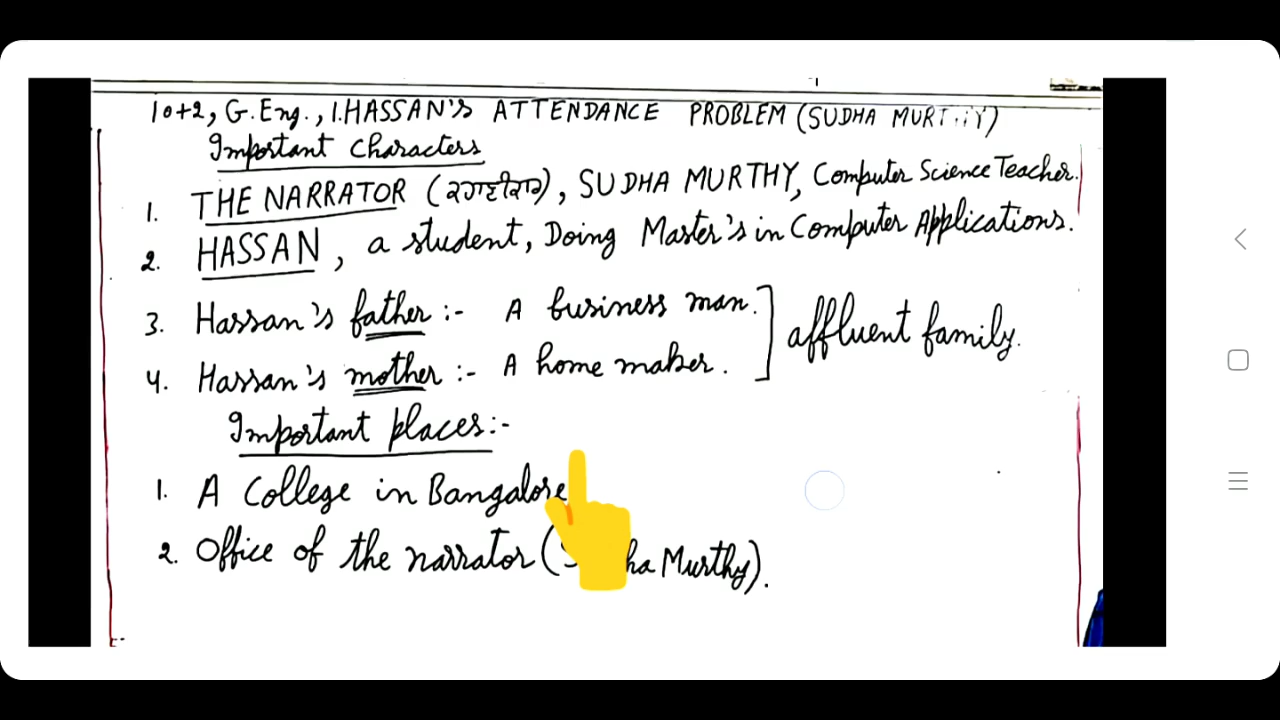 10+2, G.Eng., 1.HASSAN's ATTENDANCE PROBLEM (SUDHA MURTHY)
Important Characters
1. THE NARRATOR ( ), SUDHA MURTHY, Computer Science Teacher.
2. HASSAN, a student, Doing Master's in Computer Applications.
3. Hassan's father :- A business man.
affluent family.
4. Hassan's mother :- A home maker.
Important places:-
1. A College in Bangalore
2. Office of the narrator ( Murthy).